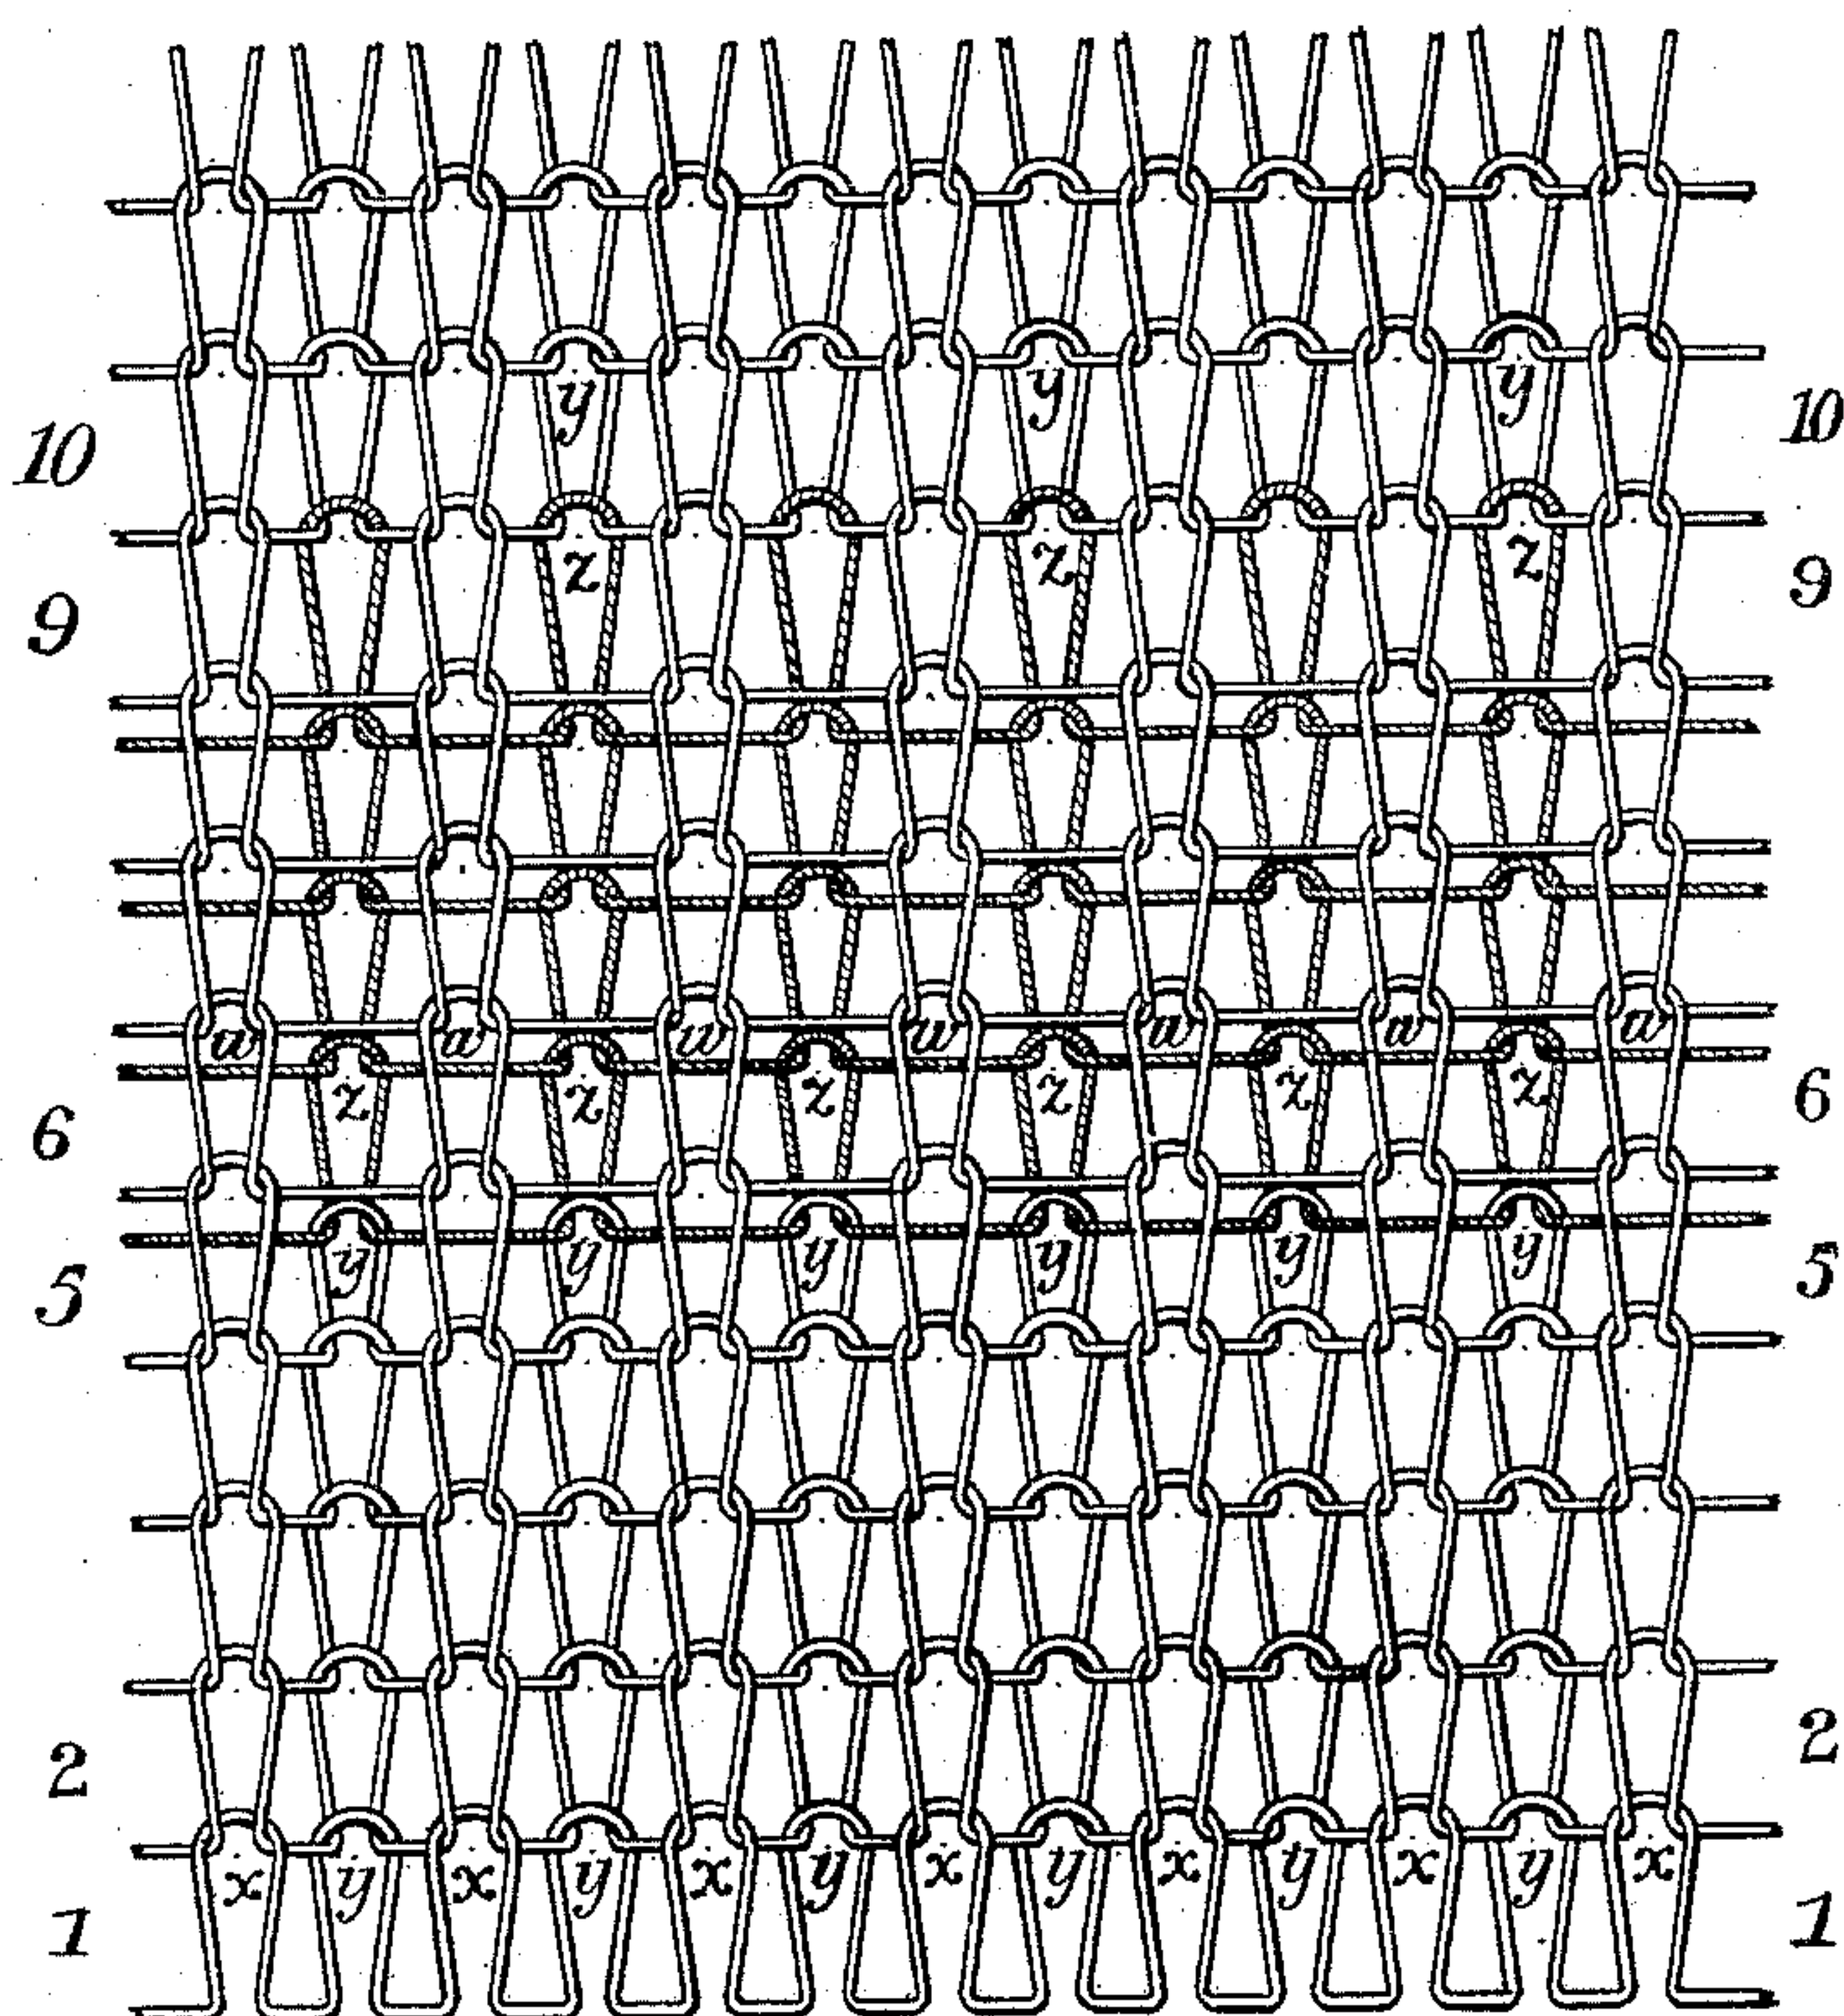 y y y
10 10
z z z
9 9
a a w w a a a
z z z z z z
6 6
y y y y y y
5 5
2 2
x y x y x y x y x y x y x
1 1